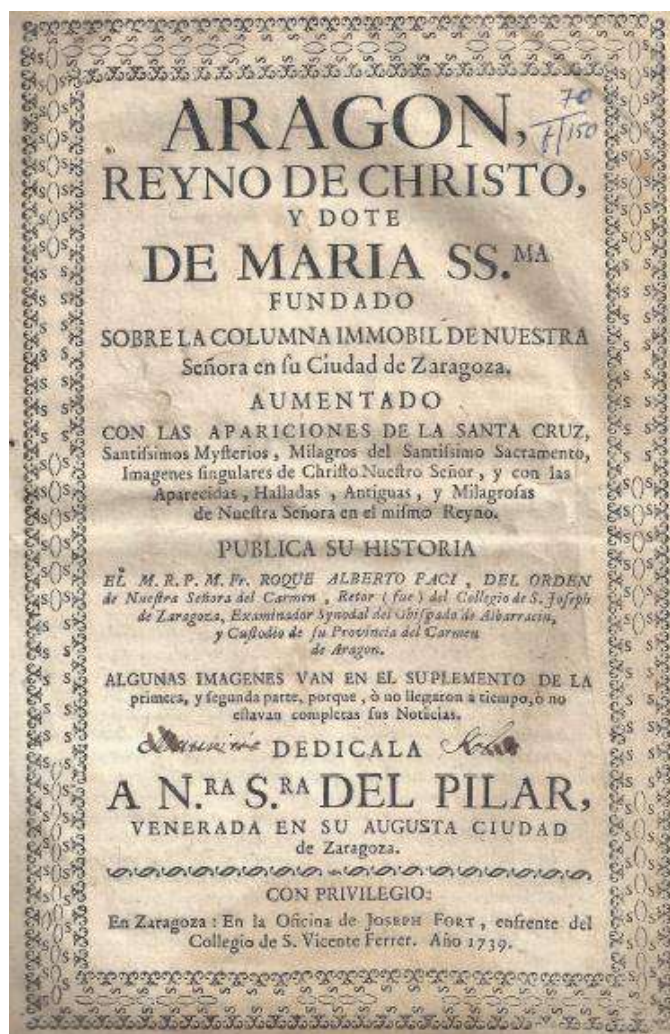 ARAGON,
70
f/150
REYNO DE CHRISTO,
Y DOTE
DE MARIA SS.MA
FUNDADO
SOBRE LA COLUMNA IMMOBIL DE NUESTRA
Señora en ſu Ciudad de Zaragoza.
AUMENTADO
CON LAS APARICIONES DE LA SANTA CRUZ,
Santiſsimos Myſterios, Milagros del Santiſsimo Sacramento,
Imagenes ſingulares de Chriſto Nueſtro Señor, y con las
Aparecidas, Halladas, Antiguas, y Milagroſas
de Nueſtra Señora en el miſmo Reyno.
PUBLICA SU HISTORIA
EL M. R. P. M. Fr. ROQUE ALBERTO FACI, DEL ORDEN
de Nueſtra Señora del Carmen, Retor (fue) del Collegio de S. Joſeph
de Zaragoza, Examinador Synodal del Obiſpado de Albarracin,
y Cuſtodio de ſu Provincia del Carmen
de Aragon.
ALGUNAS IMAGENES VAN EN EL SUPLEMENTO DE LA
primera, y ſegunda parte, porque, ò no llegaron à tiempo, ò no
eſtavan completas ſus Noticias.
DEDICALA
A N.RA S.RA DEL PILAR,
VENERADA EN SU AUGUSTA CIUDAD
de Zaragoza.
CON PRIVILEGIO:
En Zaragoza: En la Oficina de JOSEPH FORT, enfrente del
Collegio de S. Vicente Ferrer. Año 1739.